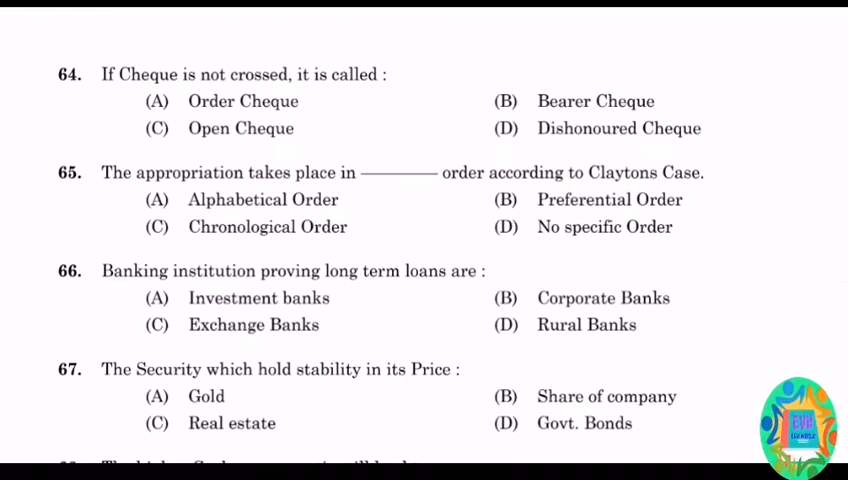 64. If Cheque is not crossed, it is called :
(A) Order Cheque (B) Bearer Cheque
(C) Open Cheque (D) Dishonoured Cheque
65. The appropriation takes place in ———— order according to Claytons Case.
(A) Alphabetical Order (B) Preferential Order
(C) Chronological Order (D) No specific Order
66. Banking institution proving long term loans are :
(A) Investment banks (B) Corporate Banks
(C) Exchange Banks (D) Rural Banks
67. The Security which hold stability in its Price :
(A) Gold (B) Share of company
(C) Real estate (D) Govt. Bonds